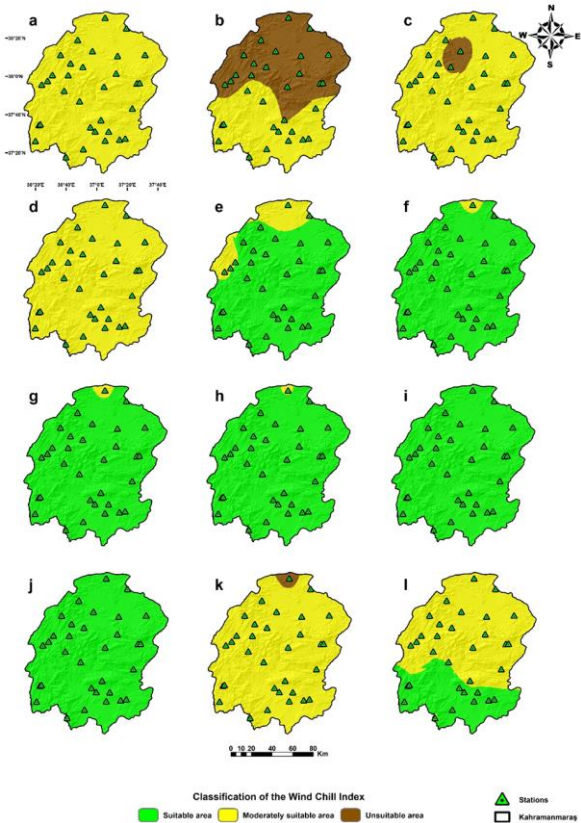 a b c
N
W E
S
38°20'N
38°0'N
37°40'N
37°20'N
36°20'E 36°40'E 37°0'E 37°20'E 37°40'E
d e f
g h i
j k l
0 10 20 40 60 80
Km
Classification of the Wind Chill Index
Suitable area Moderately suitable area Unsuitable area
Stations
Kahramanmaraş